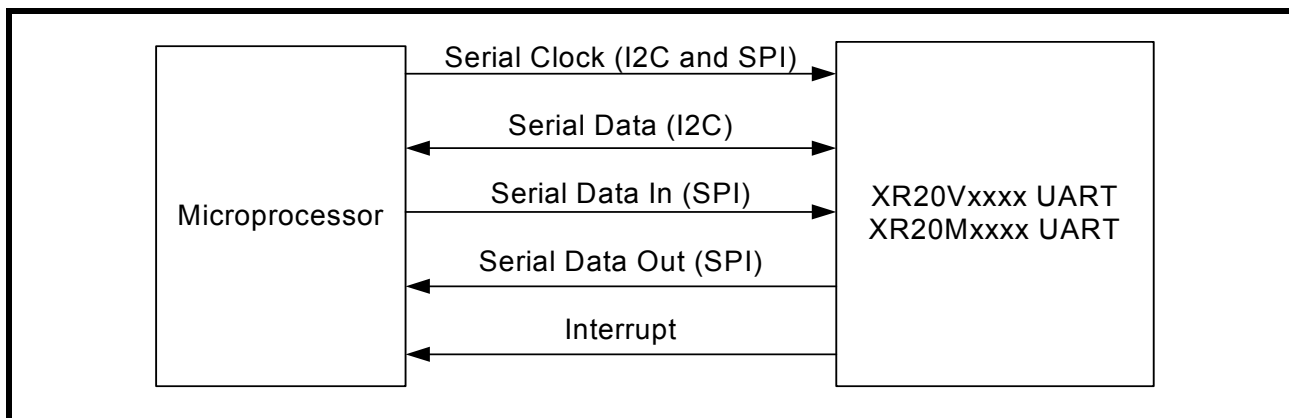 Serial Clock (I2C and SPI)
Serial Data (I2C)
Microprocessor
Serial Data In (SPI)
XR20Vxxxx UART
XR20Mxxxx UART
Serial Data Out (SPI)
Interrupt